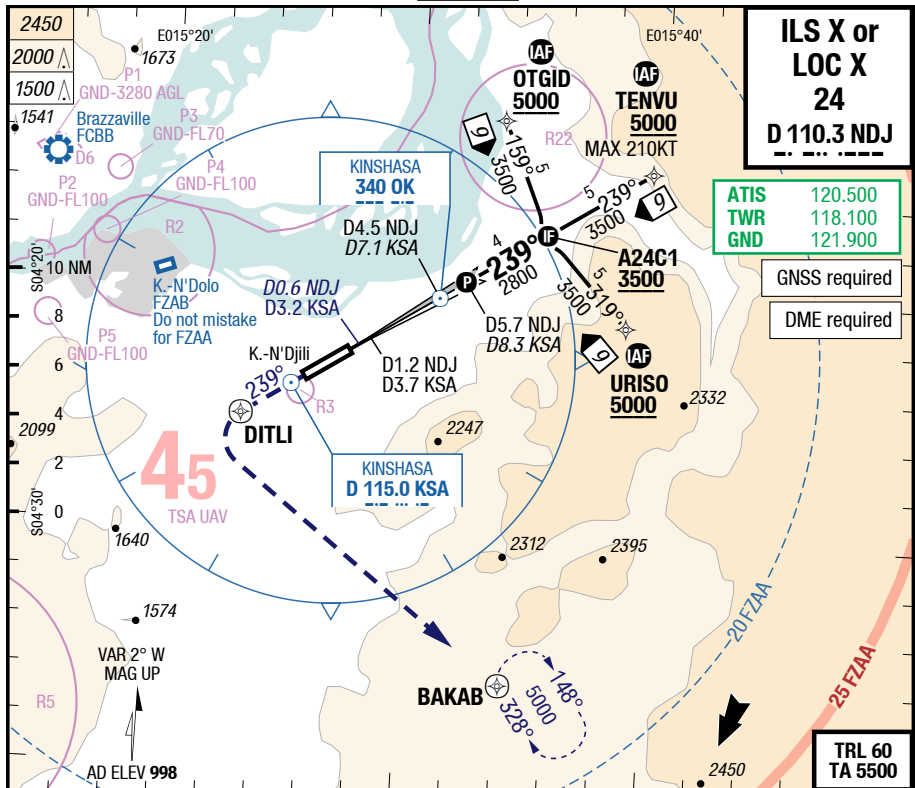 2450
2000
1500
1541
1673
E015°20'
E015°40'
P1
GND-3280 AGL
Brazzaville
FCBB
D6
P3
GND-FL70
P2
GND-FL100
P4
GND-FL100
R2
S04°20'
10 NM
8
6
4
2
0
K.-N'Dolo
FZAB
Do not mistake
for FZAA
P5
GND-FL100
IAF
OTGID
5000
IAF
TENVU
5000
MAX 210KT
R22
6
159°
5
3500
5
239°
3500
6
ILS X or
LOC X
24
D 110.3 NDJ
ATIS 120.500
TWR 118.100
GND 121.900
GNSS required
DME required
KINSHASA
340 OK
D4.5 NDJ
D7.1 KSA
4
239°
2800
IF
A24C1
3500
P
D0.6 NDJ
D3.2 KSA
D5.7 NDJ
D8.3 KSA
5
319°
3500
6
IAF
URISO
5000
D1.2 NDJ
D3.7 KSA
K.-N'Djili
239°
R3
DITLI
2332
2247
2099
45
TSA UAV
KINSHASA
D 115.0 KSA
S04°30'
1640
2312
2395
1574
VAR 2° W
MAG UP
R5
AD ELEV 998
BAKAB
148°
5000
328°
20 FZAA
25 FZAA
2450
TRL 60
TA 5500